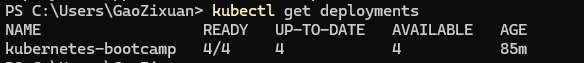 PS C:\Users\GaoZixuan> kubectl get deployments
NAME                  READY   UP-TO-DATE   AVAILABLE   AGE
kubernetes-bootcamp   4/4     4            4           85m